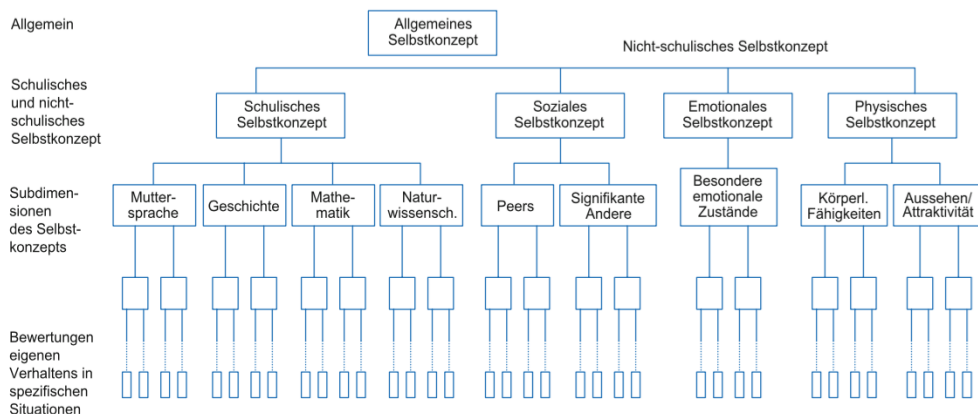 Allgemein
Allgemeines
Selbstkonzept
Nicht-schulisches Selbstkonzept
Schulisches
und nicht-
schulisches
Selbstkonzept
Schulisches
Selbstkonzept
Soziales
Selbstkonzept
Emotionales
Selbstkonzept
Physisches
Selbstkonzept
Subdimen-
sionen
des Selbst-
konzepts
Mutter-
sprache
Geschichte
Mathe-
matik
Natur-
wissensch.
Peers
Signifikante
Andere
Besondere
emotionale
Zustände
Körperl.
Fähigkeiten
Aussehen/
Attraktivität
Bewertungen
eigenen
Verhaltens in
spezifischen
Situationen